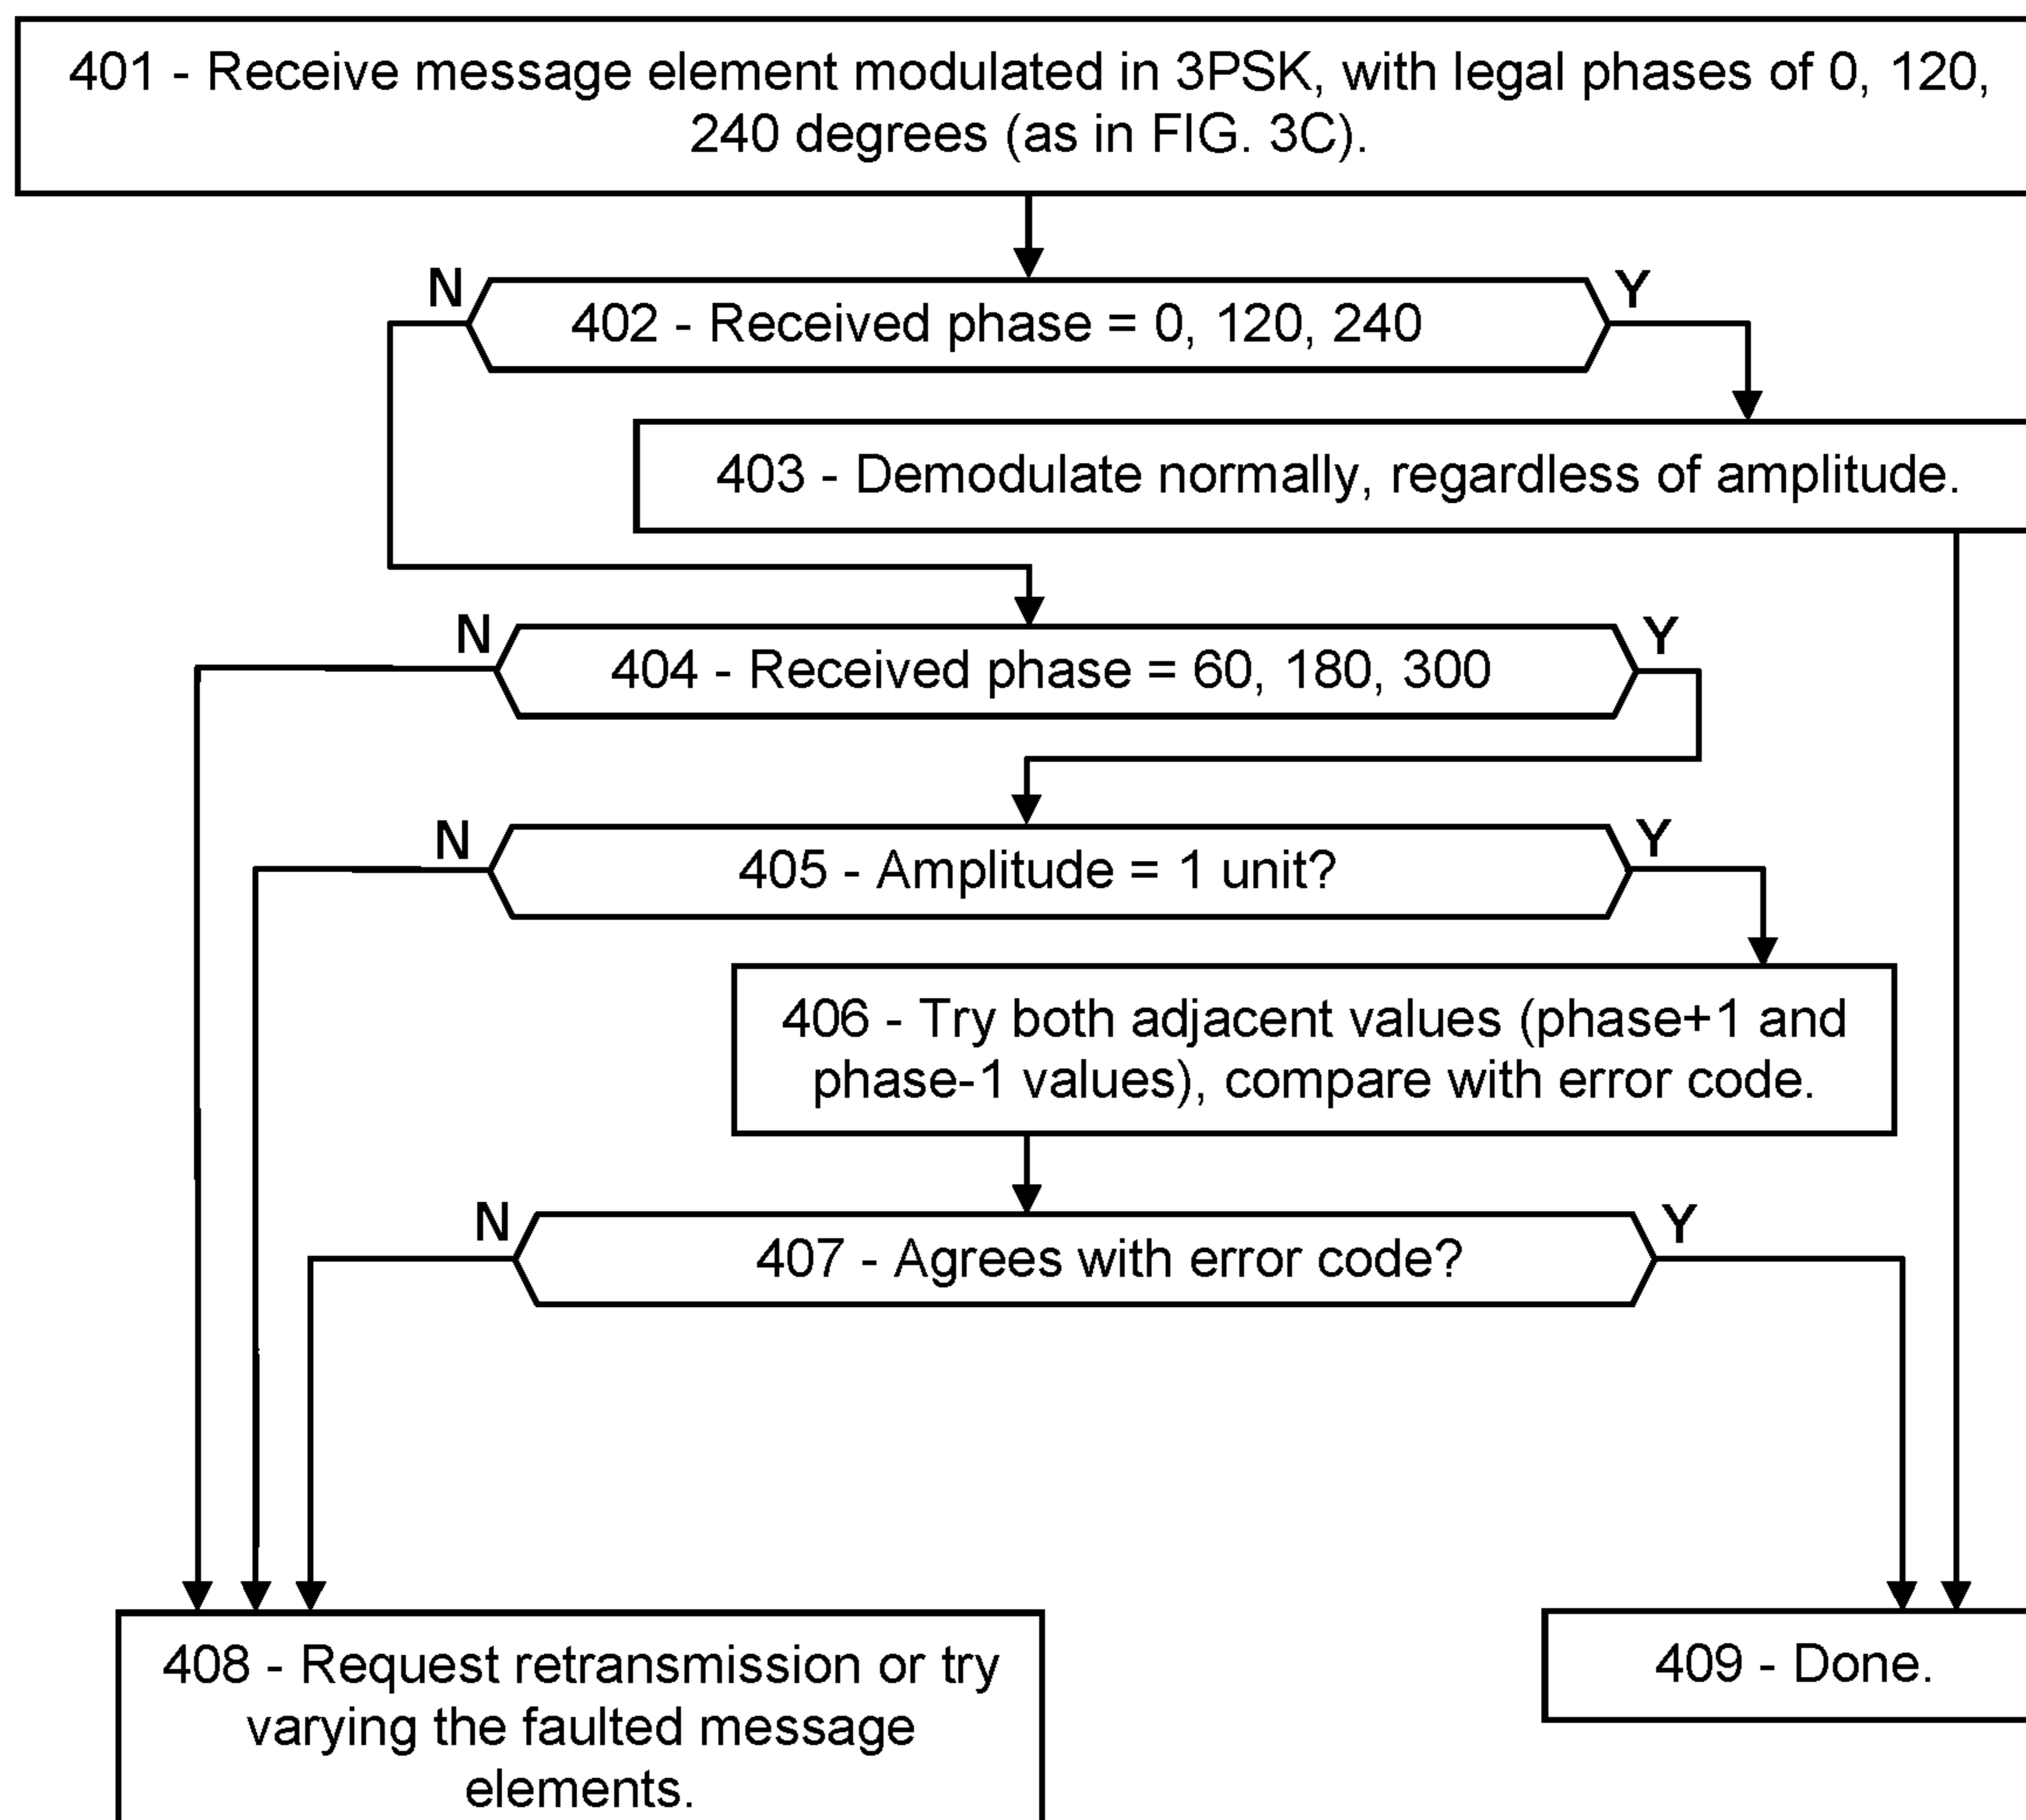 401 - Receive message element modulated in 3PSK, with legal phases of 0, 120,
240 degrees (as in FIG. 3C).
N
Y
402 - Received phase = 0, 120, 240
403 - Demodulate normally, regardless of amplitude.
N
Y
404 - Received phase = 60, 180, 300
N
Y
405 - Amplitude = 1 unit?
406 - Try both adjacent values (phase+1 and
phase-1 values), compare with error code.
N
Y
407 - Agrees with error code?
408 - Request retransmission or try
varying the faulted message
elements.
409 - Done.